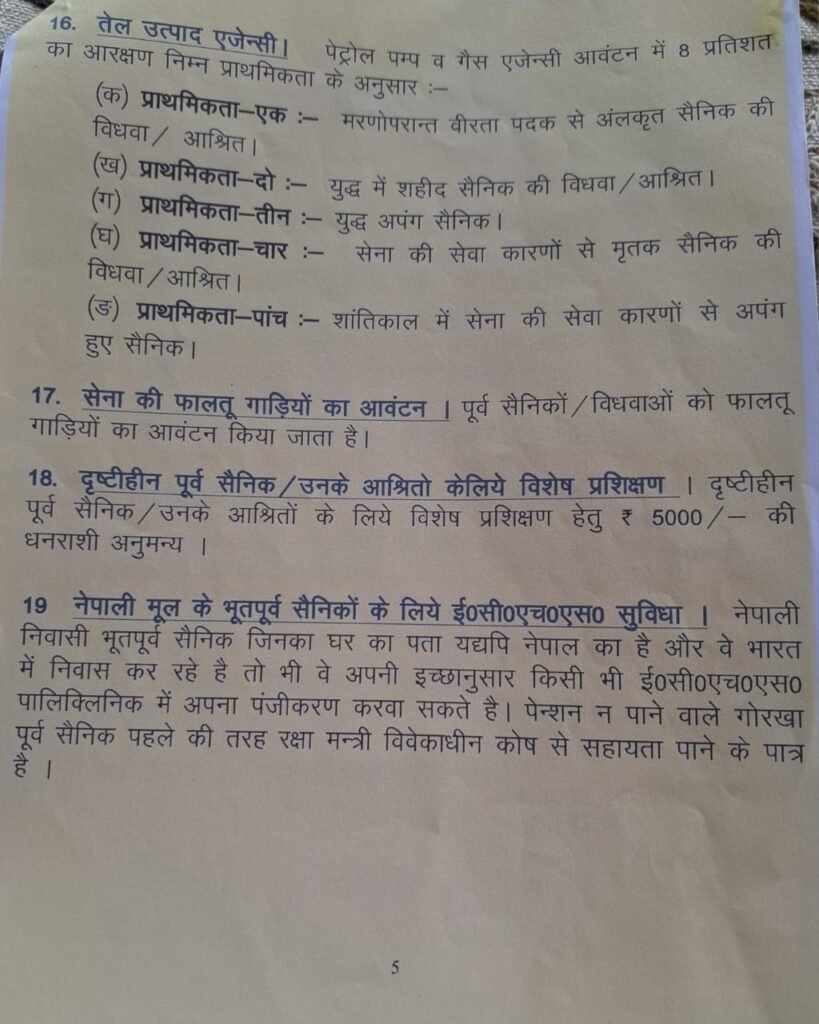 16. तेल उत्पाद एजेन्सी। पेट्रोल पम्प व गैस एजेन्सी आवंटन में 8 प्रतिशत
का आरक्षण निम्न प्राथमिकता के अनुसार :–
(क) प्राथमिकता–एक :– मरणोपरान्त वीरता पदक से अंलकृत सैनिक की
विधवा/ आश्रित।
(ख) प्राथमिकता–दो :– युद्ध में शहीद सैनिक की विधवा/आश्रित।
(ग) प्राथमिकता–तीन :– युद्ध अपंग सैनिक।
(घ) प्राथमिकता–चार :– सेना की सेवा कारणों से मृतक सैनिक की
विधवा/आश्रित।
(ङ) प्राथमिकता–पांच :– शांतिकाल में सेना की सेवा कारणों से अपंग
हुए सैनिक।
17. सेना की फालतू गाड़ियों का आवंटन । पूर्व सैनिकों/विधवाओं को फालतू
गाड़ियों का आवंटन किया जाता है।
18. दृष्टीहीन पूर्व सैनिक/उनके आश्रितो केलिये विशेष प्रशिक्षण । दृष्टीहीन
पूर्व सैनिक/उनके आश्रितों के लिये विशेष प्रशिक्षण हेतु ₹ 5000/– की
धनराशी अनुमन्य ।
19 नेपाली मूल के भूतपूर्व सैनिकों के लिये ई0सी0एच0एस0 सुविधा । नेपाली
निवासी भूतपूर्व सैनिक जिनका घर का पता यद्यपि नेपाल का है और वे भारत
में निवास कर रहे है तो भी वे अपनी इच्छानुसार किसी भी ई0सी0एच0एस0
पालिक्लिनिक में अपना पंजीकरण करवा सकते है। पेन्शन न पाने वाले गोरखा
पूर्व सैनिक पहले की तरह रक्षा मन्त्री विवेकाधीन कोष से सहायता पाने के पात्र
है ।
5